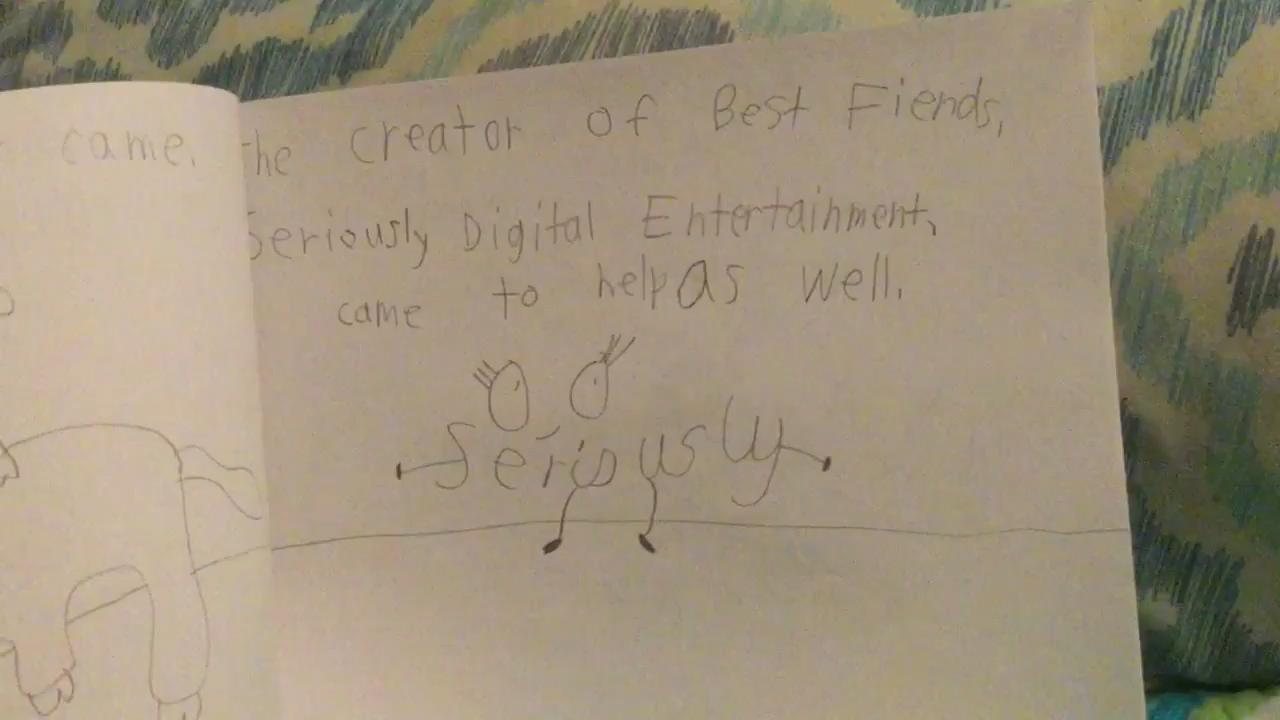 came.
the creator of Best Fiends,
Seriously Digital Entertainment,
came to help as well.
Seriously